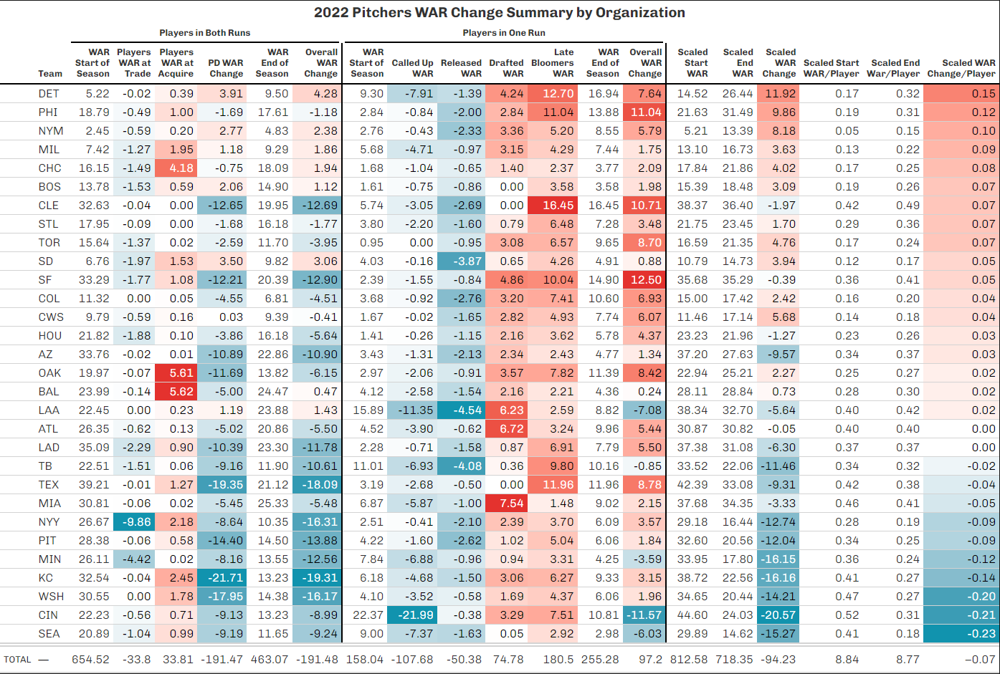 2022 Pitchers WAR Change Summary by Organization
Players in Both Runs Players in One Run
WAR Players Players WAR Overall WAR Late WAR Overall Scaled Scaled Scaled
Start of WAR at WAR at PD WAR End of WAR Start of Called Up Released Drafted Bloomers End of WAR Start End WAR Scaled Start Scaled End Scaled WAR
Team Season Trade Acquire Change Season Change Season WAR WAR WAR WAR Season Change WAR WAR Change WAR/Player War/Player Change/Player
DET 5.22 -0.02 0.39 3.91 9.50 4.28 9.30 -7.91 -1.39 4.24 12.70 16.94 7.64 14.52 26.44 11.92 0.17 0.32 0.15
PHI 18.79 -0.49 1.00 -1.69 17.61 -1.18 2.84 -0.84 -2.00 2.84 11.04 13.88 11.04 21.63 31.49 9.86 0.19 0.31 0.12
NYM 2.45 -0.59 0.20 2.77 4.83 2.38 2.76 -0.43 -2.33 3.36 5.20 8.55 5.79 5.21 13.39 8.18 0.05 0.15 0.10
MIL 7.42 -1.27 1.95 1.18 9.29 1.86 5.68 -4.71 -0.97 3.15 4.29 7.44 1.75 13.10 16.73 3.63 0.13 0.22 0.09
CHC 16.15 -1.49 4.18 -0.75 18.09 1.94 1.68 -1.04 -0.65 1.40 2.37 3.77 2.09 17.84 21.86 4.02 0.17 0.25 0.08
BOS 13.78 -1.53 0.59 2.06 14.90 1.12 1.61 -0.75 -0.86 0.00 3.58 3.58 1.98 15.39 18.48 3.09 0.19 0.26 0.07
CLE 32.63 -0.04 0.00 -12.65 19.95 -12.69 5.74 -3.05 -2.69 0.00 16.45 16.45 10.71 38.37 36.40 -1.97 0.42 0.49 0.07
STL 17.95 -0.09 0.00 -1.68 16.18 -1.77 3.80 -2.20 -1.60 0.79 6.48 7.28 3.48 21.75 23.45 1.70 0.29 0.36 0.07
TOR 15.64 -1.37 0.02 -2.59 11.70 -3.95 0.95 0.00 -0.95 3.08 6.57 9.65 8.70 16.59 21.35 4.76 0.17 0.24 0.07
SD 6.76 -1.97 1.53 3.50 9.82 3.06 4.03 -0.16 -3.87 0.65 4.26 4.91 0.88 10.79 14.73 3.94 0.12 0.17 0.05
SF 33.29 -1.77 1.08 -12.21 20.39 -12.90 2.39 -1.55 -0.84 4.86 10.04 14.90 12.50 35.68 35.29 -0.39 0.36 0.41 0.05
COL 11.32 0.00 0.05 -4.55 6.81 -4.51 3.68 -0.92 -2.76 3.20 7.41 10.60 6.93 15.00 17.42 2.42 0.16 0.20 0.04
CWS 9.79 -0.59 0.16 0.03 9.39 -0.41 1.67 -0.02 -1.65 2.82 4.93 7.74 6.07 11.46 17.14 5.68 0.14 0.18 0.04
HOU 21.82 -1.88 0.10 -3.86 16.18 -5.64 1.41 -0.26 -1.15 2.16 3.62 5.78 4.37 23.23 21.96 -1.27 0.23 0.26 0.03
AZ 33.76 -0.02 0.01 -10.89 22.86 -10.90 3.43 -1.31 -2.13 2.34 2.43 4.77 1.34 37.20 27.63 -9.57 0.34 0.37 0.03
OAK 19.97 -0.07 5.61 -11.69 13.82 -6.15 2.97 -2.06 -0.91 3.57 7.82 11.39 8.42 22.94 25.21 2.27 0.25 0.27 0.02
BAL 23.99 -0.14 5.62 -5.00 24.47 0.47 4.12 -2.58 -1.54 2.16 2.21 4.36 0.24 28.11 28.84 0.73 0.28 0.30 0.02
LAA 22.45 0.00 0.23 1.19 23.88 1.43 15.89 -11.35 -4.54 6.23 2.59 8.82 -7.08 38.34 32.70 -5.64 0.40 0.42 0.02
ATL 26.35 -0.62 0.13 -5.02 20.86 -5.50 4.52 -3.90 -0.62 6.72 3.24 9.96 5.44 30.87 30.82 -0.05 0.40 0.40 0.00
LAD 35.09 -2.29 0.90 -10.39 23.30 -11.78 2.28 -0.71 -1.58 0.87 6.91 7.79 5.50 37.38 31.08 -6.30 0.37 0.37 0.00
TB 22.51 -1.51 0.06 -9.16 11.90 -10.61 11.01 -6.93 -4.08 0.36 9.80 10.16 -0.85 33.52 22.06 -11.46 0.34 0.32 -0.02
TEX 39.21 -0.01 1.27 -19.35 21.12 -18.09 3.19 -2.68 -0.50 0.00 11.96 11.96 8.78 42.39 33.08 -9.31 0.42 0.38 -0.04
MIA 30.81 -0.06 0.02 -5.45 25.33 -5.48 6.87 -5.87 -1.00 7.54 1.48 9.02 2.15 37.68 34.35 -3.33 0.46 0.41 -0.05
NYY 26.67 -9.86 2.18 -8.64 10.35 -16.31 2.51 -0.41 -2.10 2.39 3.70 6.09 3.57 29.18 16.44 -12.74 0.28 0.19 -0.09
PIT 28.38 -0.06 0.58 -14.40 14.50 -13.88 4.22 -1.60 -2.62 1.02 5.04 6.06 1.84 32.60 20.56 -12.04 0.34 0.25 -0.09
MIN 26.11 -4.42 0.02 -8.16 13.55 -12.56 7.84 -6.88 -0.96 0.94 3.31 4.25 -3.59 33.95 17.80 -16.15 0.36 0.24 -0.12
KC 32.54 -0.04 2.45 -21.71 13.23 -19.31 6.18 -4.68 -1.50 3.06 6.27 9.33 3.15 38.72 22.56 -16.16 0.41 0.27 -0.14
WSH 30.55 0.00 1.78 -17.95 14.38 -16.17 4.10 -3.52 -0.58 1.69 4.37 6.06 1.96 34.65 20.44 -14.21 0.47 0.27 -0.20
CIN 22.23 -0.56 0.71 -9.13 13.23 -8.99 22.37 -21.99 -0.38 3.29 7.51 10.81 -11.57 44.60 24.03 -20.57 0.52 0.31 -0.21
SEA 20.89 -1.04 0.99 -9.19 11.65 -9.24 9.00 -7.37 -1.63 0.05 2.92 2.98 -6.03 29.89 14.62 -15.27 0.41 0.18 -0.23
TOTAL — 654.52 -33.8 33.81 -191.47 463.07 -191.48 158.04 -107.68 -50.38 74.78 180.5 255.28 97.2 812.58 718.35 -94.23 8.84 8.77 −0.07